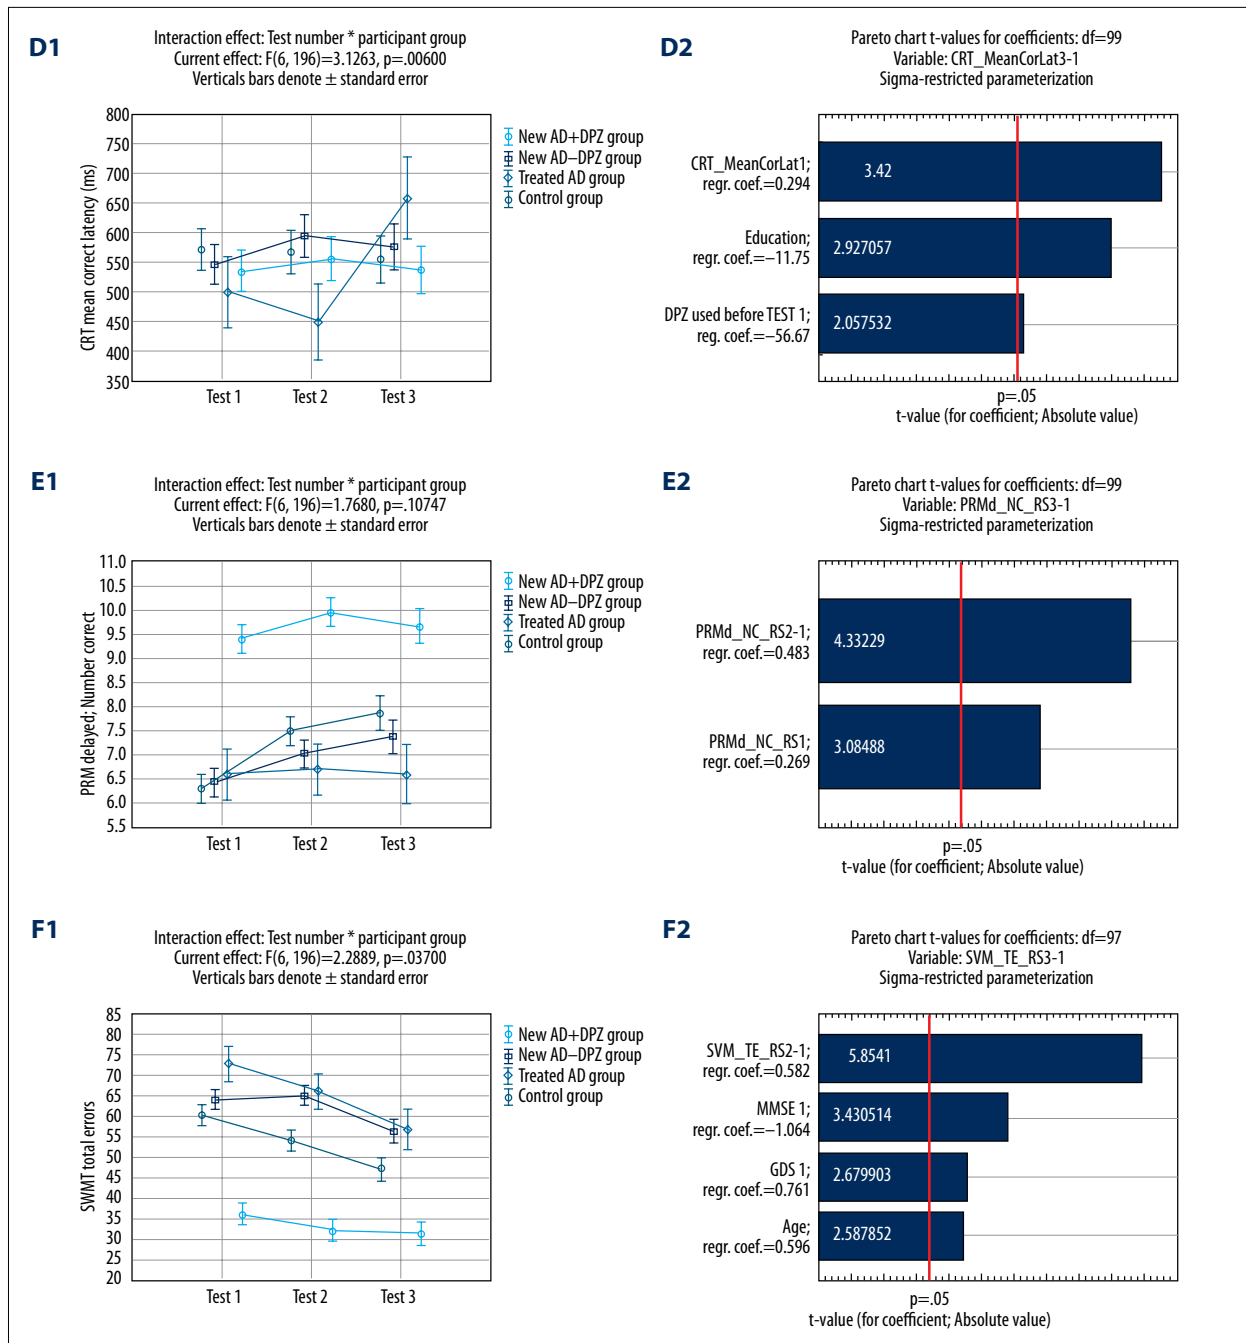 D1
Interaction effect: Test number * participant group
Current effect: F(6, 196)=3.1263, p=.00600
Verticals bars denote ± standard error
CRT mean correct latency (ms)
800
750
700
650
600
550
500
450
400
350
Test 1 Test 2 Test 3
New AD+DPZ group
New AD–DPZ group
Treated AD group
Control group
D2
Pareto chart t-values for coefficients: df=99
Variable: CRT_MeanCorLat3-1
Sigma-restricted parameterization
CRT_MeanCorLat1;
regr. coef.=0.294
3.42
Education;
regr. coef.=–11.75
2.927057
DPZ used before TEST 1;
reg. coef.=–56.67
2.057532
p=.05
t-value (for coefficient; Absolute value)
E1
Interaction effect: Test number * participant group
Current effect: F(6, 196)=1.7680, p=.10747
Verticals bars denote ± standard error
PRM delayed; Number correct
11.0
10.5
10.0
9.5
9.0
8.5
8.0
7.5
7.0
6.5
6.0
5.5
Test 1 Test 2 Test 3
New AD+DPZ group
New AD–DPZ group
Treated AD group
Control group
E2
Pareto chart t-values for coefficients: df=99
Variable: PRMd_NC_RS3-1
Sigma-restricted parameterization
PRMd_NC_RS2-1;
regr. coef.=0.483
4.33229
PRMd_NC_RS1;
regr. coef.=0.269
3.08488
p=.05
t-value (for coefficient; Absolute value)
F1
Interaction effect: Test number * participant group
Current effect: F(6, 196)=2.2889, p=.03700
Verticals bars denote ± standard error
SWMT total errors
85
80
75
70
65
60
55
50
45
40
35
30
25
20
Test 1 Test 2 Test 3
New AD+DPZ group
New AD–DPZ group
Treated AD group
Control group
F2
Pareto chart t-values for coefficients: df=97
Variable: SVM_TE_RS3-1
Sigma-restricted parameterization
SVM_TE_RS2-1;
regr. coef.=0.582
5.8541
MMSE 1;
regr. coef.=–1.064
3.430514
GDS 1;
regr. coef.=0.761
2.679903
Age;
regr. coef.=0.596
2.587852
p=.05
t-value (for coefficient; Absolute value)